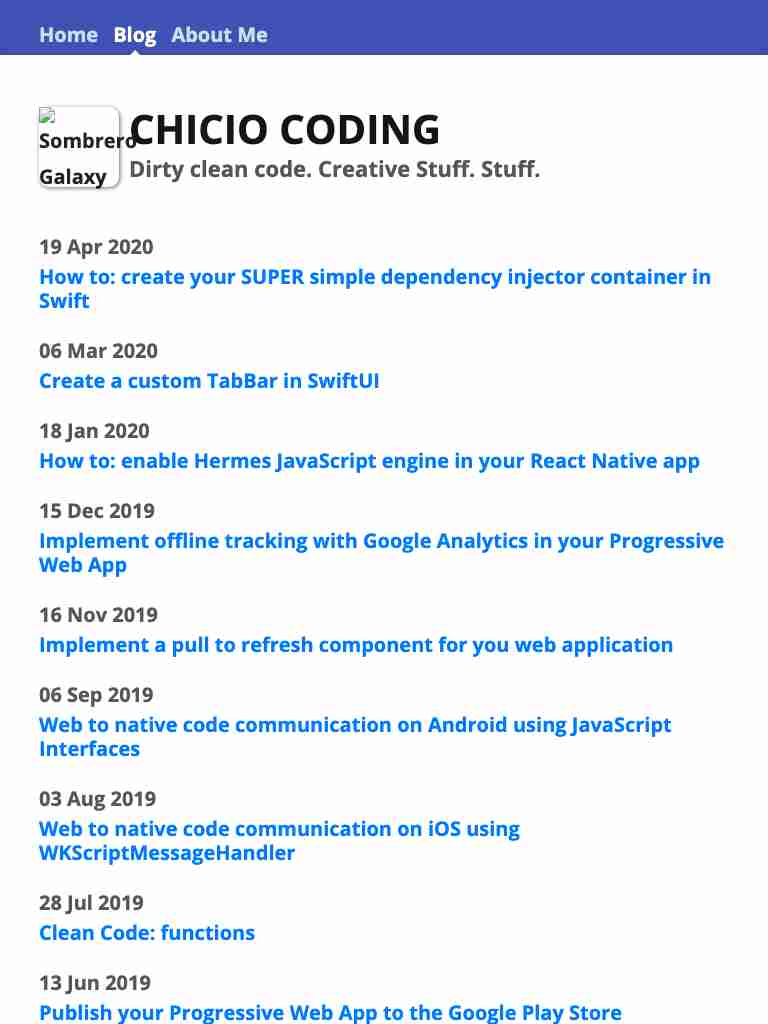 Home Blog About Me
Sombrero
Galaxy
CHICIO CODING
Dirty clean code. Creative Stuff. Stuff.
19 Apr 2020
How to: create your SUPER simple dependency injector container in
Swift
06 Mar 2020
Create a custom TabBar in SwiftUI
18 Jan 2020
How to: enable Hermes JavaScript engine in your React Native app
15 Dec 2019
Implement offline tracking with Google Analytics in your Progressive
Web App
16 Nov 2019
Implement a pull to refresh component for you web application
06 Sep 2019
Web to native code communication on Android using JavaScript
Interfaces
03 Aug 2019
Web to native code communication on iOS using
WKScriptMessageHandler
28 Jul 2019
Clean Code: functions
13 Jun 2019
Publish your Progressive Web App to the Google Play Store